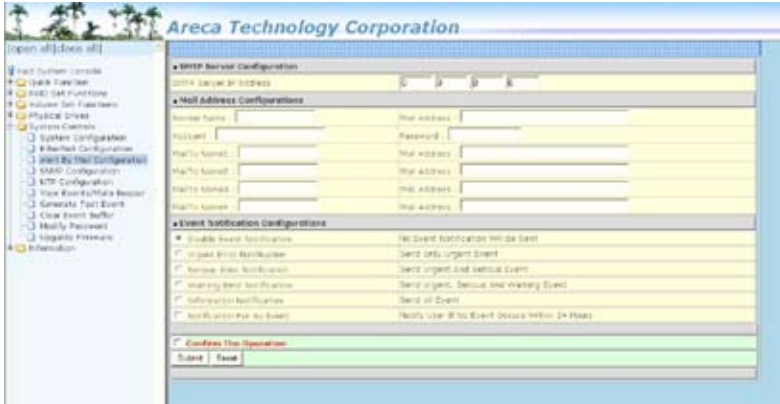 Areca Technology Corporation
[open all|close all]
Raid System Console
Quick Function
RAID Set Functions
Volume Set Functions
Physical Drives
System Controls
System Configuration
EtherNet Configuration
Alert By Mail Configuration
SNMP Configuration
NTP Configuration
View Events/Mute Beeper
Generate Test Event
Clear Event Buffer
Modify Password
Upgrade Firmware
Information
SMTP Server Configuration
SMTP Server IP Address
Mail Address Configurations
Sender Name : Mail Address :
Account : Password :
MailTo Name1 : Mail Address :
MailTo Name2 : Mail Address :
MailTo Name3 : Mail Address :
MailTo Name4 : Mail Address :
Event Notification Configurations
Disable Event Notification No Event Notification Will Be Sent
Urgent Error Notification Send Only Urgent Event
Serious Error Notification Send Urgent And Serious Event
Warning Error Notification Send Urgent, Serious And Warning Event
Information Notification Send All Event
Notification For No Event Notify User If No Event Occurs Within 24 Hours
Confirm The Operation
Submit Reset